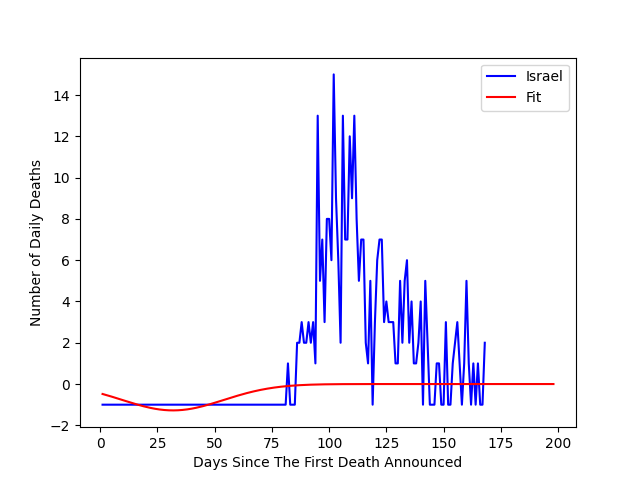 Israel
Fit
Number of Daily Deaths
14
12
10
8
6
4
2
0
−2
0 25 50 75 100 125 150 175 200
Days Since The First Death Announced